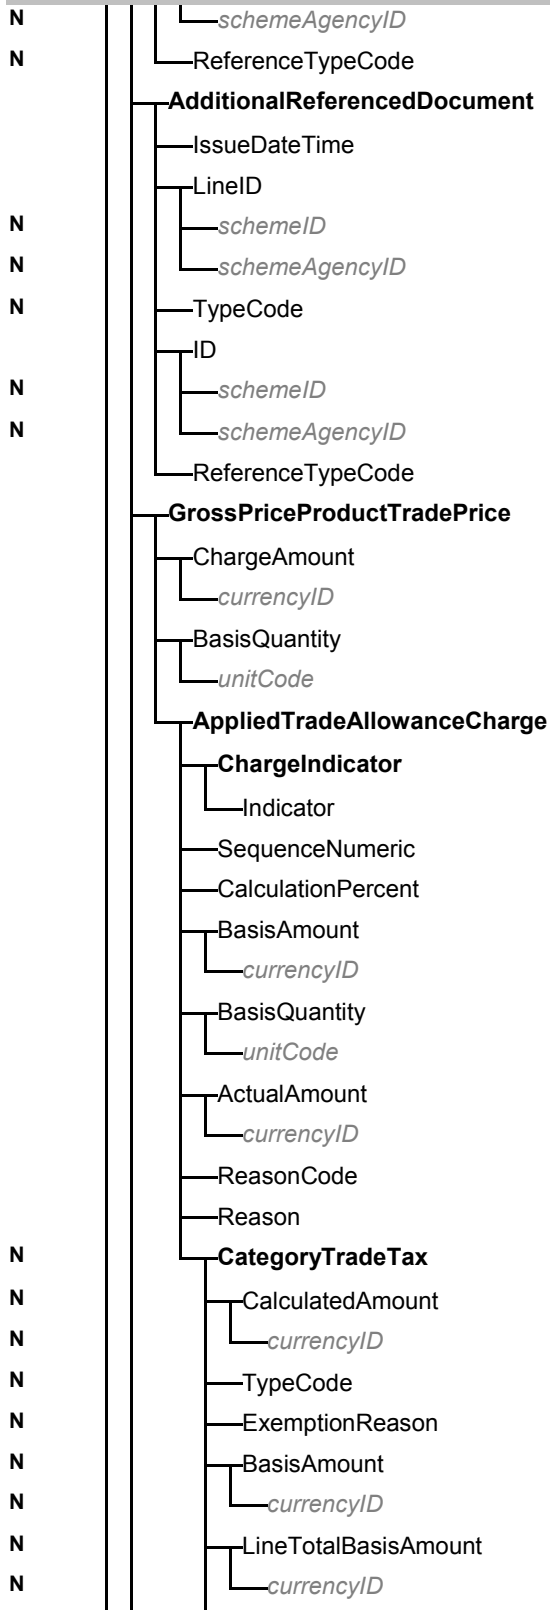 N schemeAgencyID
N ReferenceTypeCode
AdditionalReferencedDocument
IssueDateTime
LineID
N schemeID
N schemeAgencyID
N TypeCode
ID
N schemeID
N schemeAgencyID
ReferenceTypeCode
GrossPriceProductTradePrice
ChargeAmount
currencyID
BasisQuantity
unitCode
AppliedTradeAllowanceCharge
ChargeIndicator
Indicator
SequenceNumeric
CalculationPercent
BasisAmount
currencyID
BasisQuantity
unitCode
ActualAmount
currencyID
ReasonCode
Reason
N CategoryTradeTax
N CalculatedAmount
N currencyID
N TypeCode
N ExemptionReason
N BasisAmount
N currencyID
N LineTotalBasisAmount
N currencyID